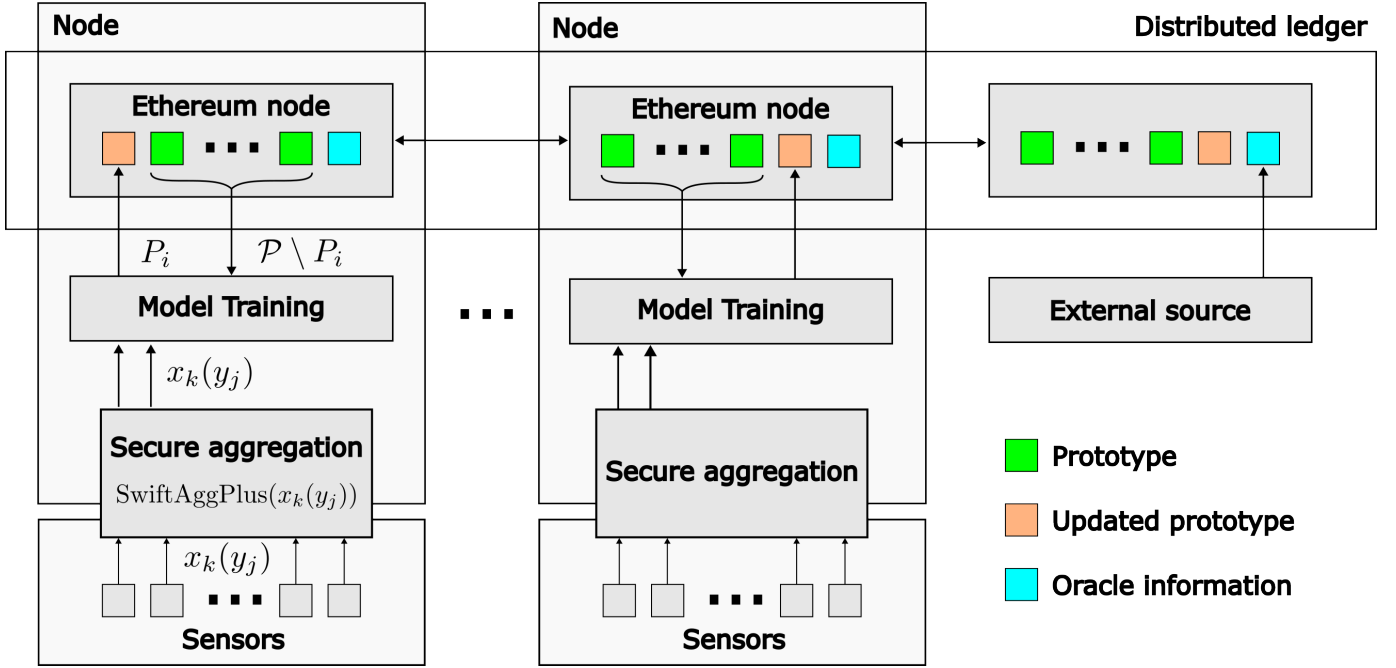 Node
Node
Distributed ledger
Ethereum node
Ethereum node
P_i
𝒫 \ P_i
Model Training
Model Training
External source
x_k(y_j)
Secure aggregation
SwiftAggPlus(x_k(y_j))
Secure aggregation
Prototype
Updated prototype
Oracle information
x_k(y_j)
Sensors
Sensors